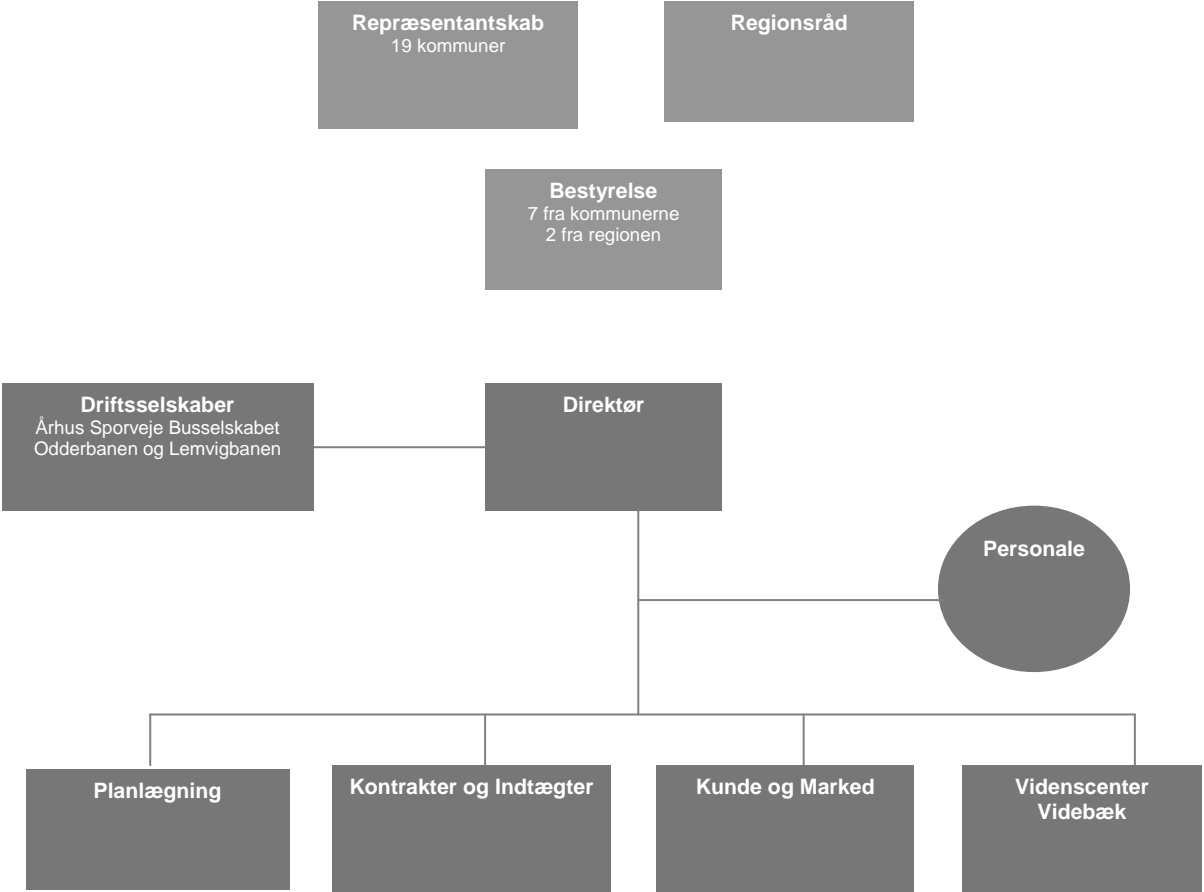 Repræsentantskab
19 kommuner
Regionsråd
Bestyrelse
7 fra kommunerne
2 fra regionen
Driftsselskaber
Århus Sporveje Busselskabet
Odderbanen og Lemvigbanen
Direktør
Personale
Planlægning
Kontrakter og Indtægter
Kunde og Marked
Videnscenter
Videbæk